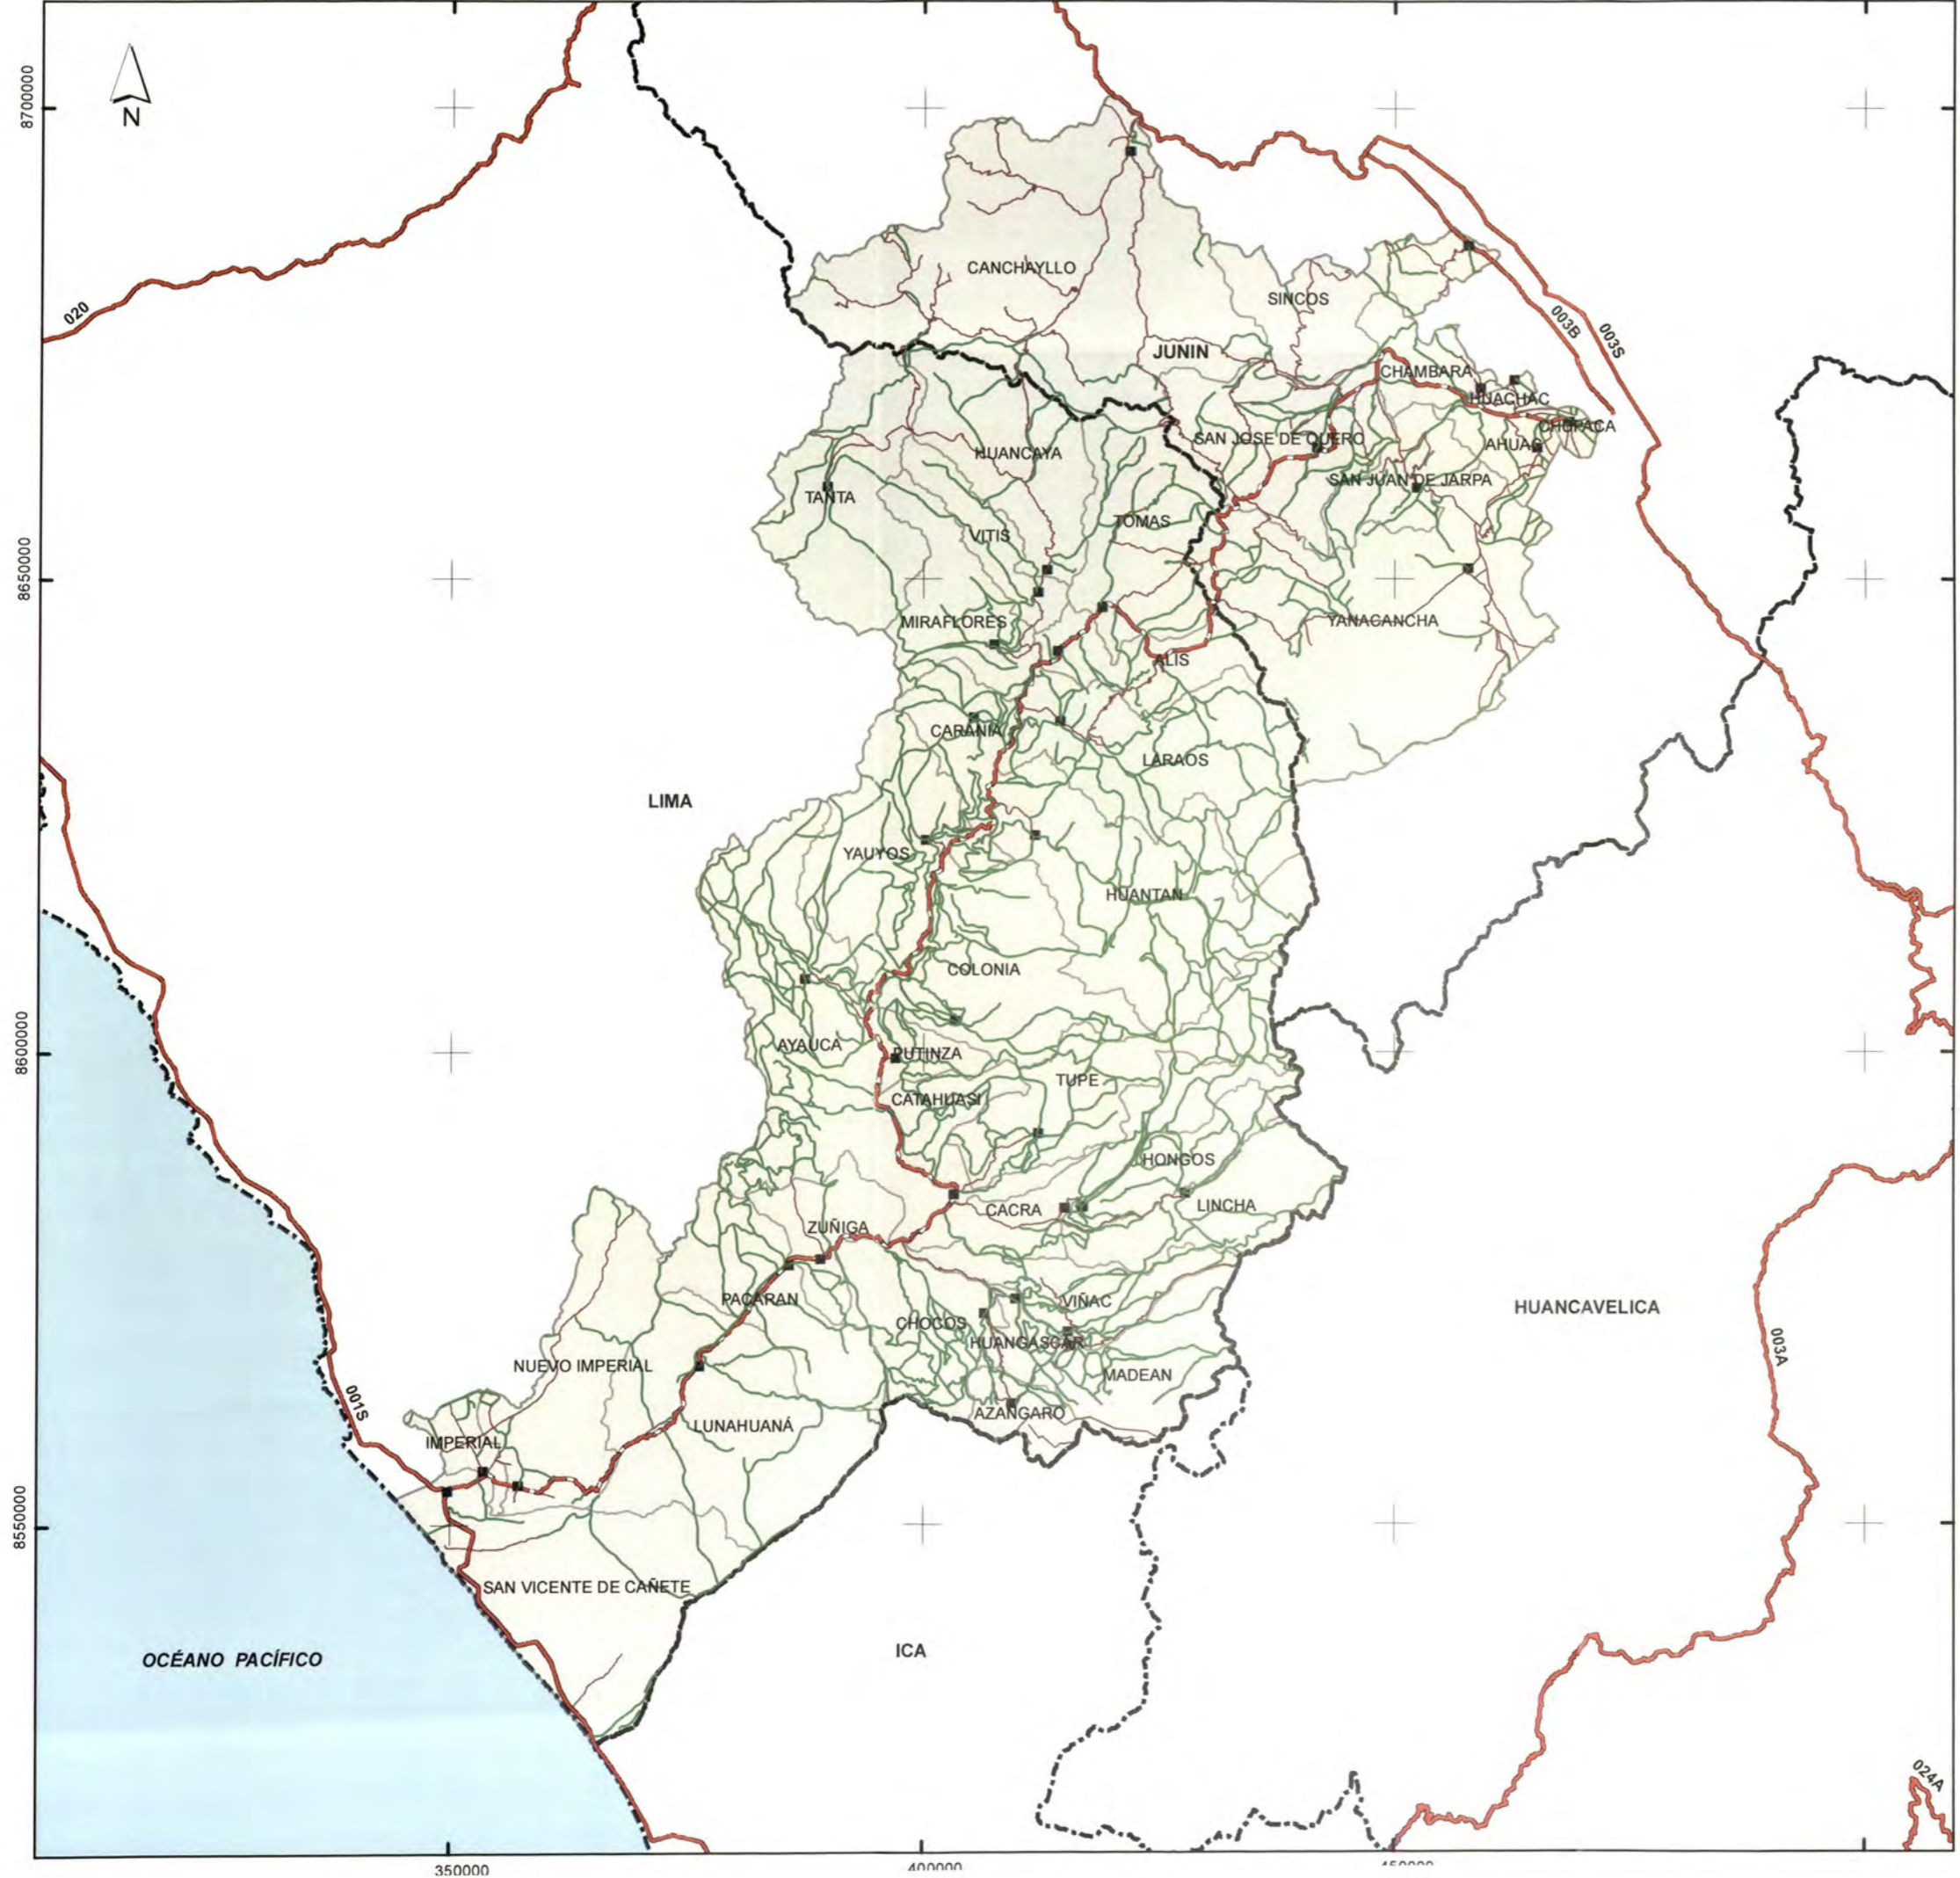 8700000
N
CANCHAYLLO
SINCOS
020
003B
003S
JUNIN
CHAMBARA
HUACHAC
CHUPACA
SAN JOSE DE QUERO
AHUAC
HUANCAYA
SAN JUAN DE JARPA
TANTA
TOMAS
VITIS
8650000
MIRAFLORES
YANACANCHA
ALIS
CARANIA
LARAOS
LIMA
YAUYOS
HUANTAN
COLONIA
8600000
AYAUCA
PUTINZA
TUPE
CATAHUASI
HONGOS
LINCHA
CACRA
ZUÑIGA
PACARAN
VIÑAC
HUANCAVELICA
CHOCOS
HUANGASCAR
003A
NUEVO IMPERIAL
MADEAN
001S
AZANGARO
LUNAHUANÁ
IMPERIAL
8550000
SAN VICENTE DE CAÑETE
ICA
OCÉANO PACÍFICO
024A
350000
400000
450000